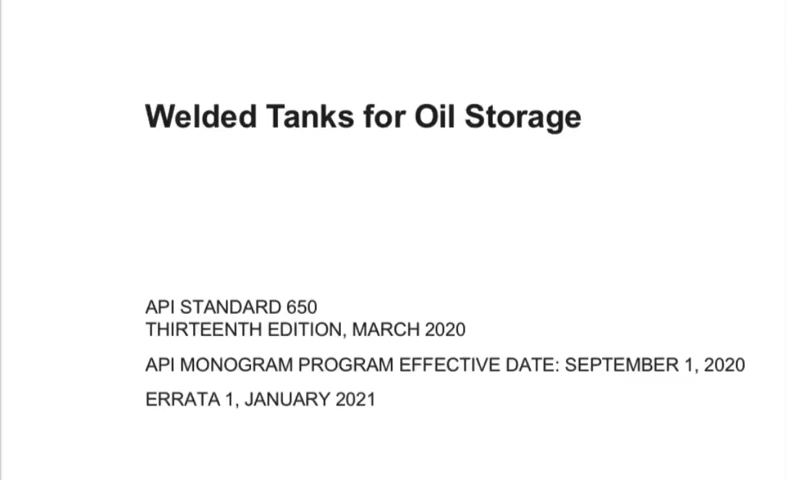 Welded Tanks for Oil Storage
API STANDARD 650
THIRTEENTH EDITION, MARCH 2020
API MONOGRAM PROGRAM EFFECTIVE DATE: SEPTEMBER 1, 2020
ERRATA 1, JANUARY 2021